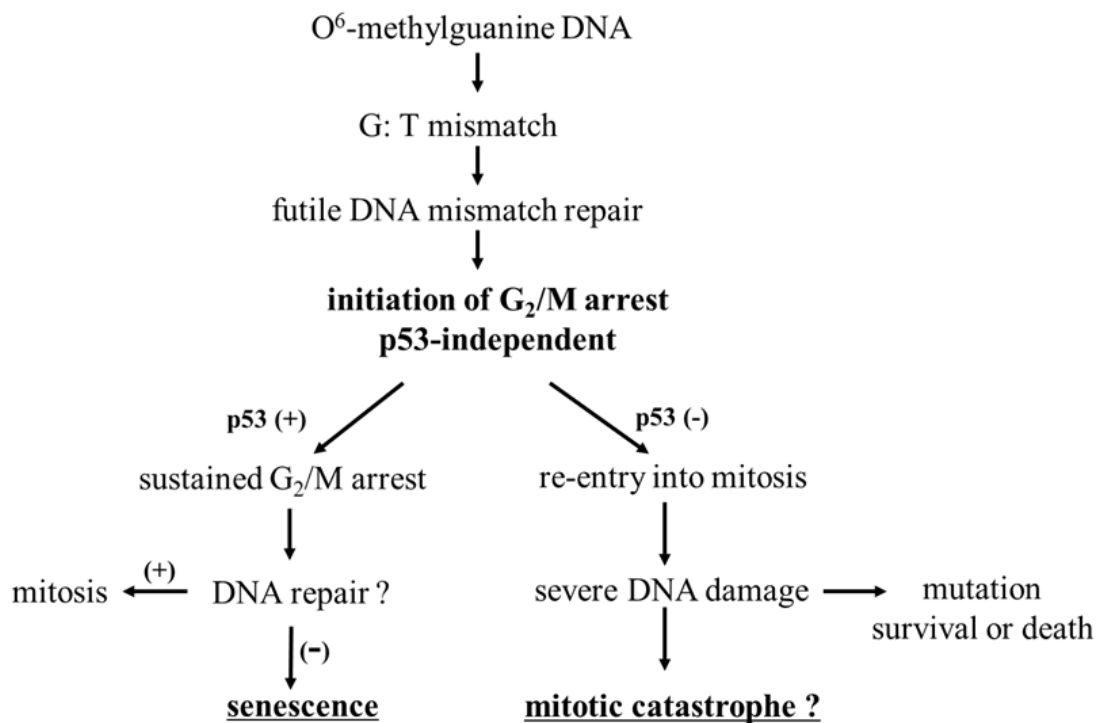 O⁶-methylguanine DNA
G: T mismatch
futile DNA mismatch repair
initiation of G₂/M arrest
p53-independent
p53 (+)
p53 (-)
sustained G₂/M arrest
re-entry into mitosis
mitosis
(+)
DNA repair ?
severe DNA damage
mutation
survival or death
(-)
senescence
mitotic catastrophe ?